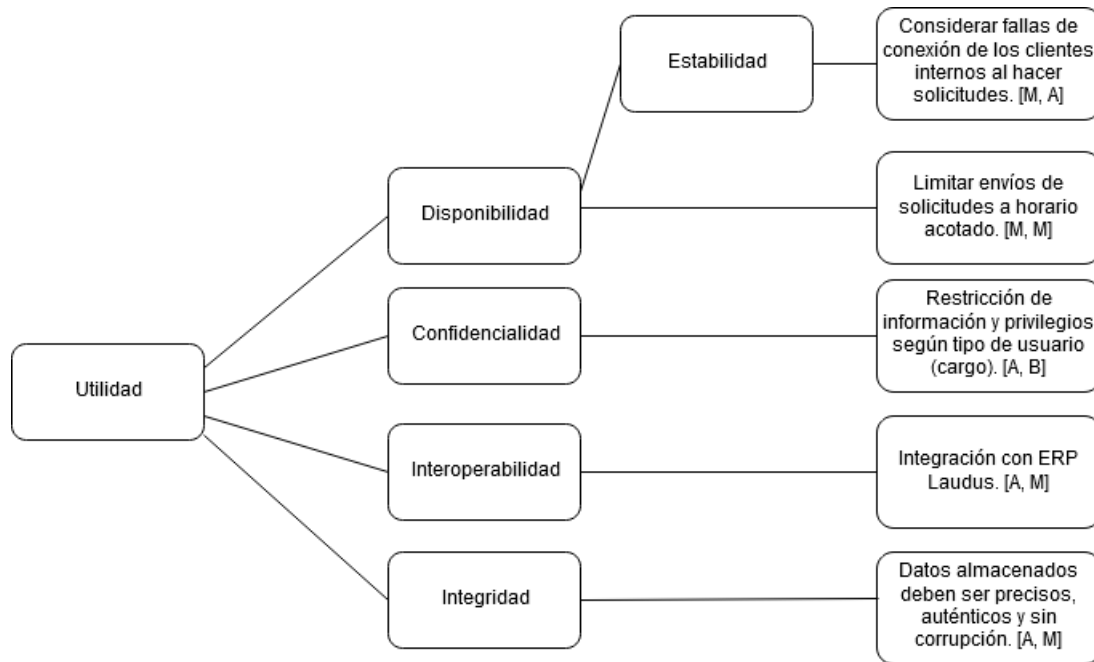 Utilidad
Disponibilidad
Estabilidad
Considerar fallas de
conexión de los clientes
internos al hacer
solicitudes. [M, A]
Limitar envíos de
solicitudes a horario
acotado. [M, M]
Confidencialidad
Restricción de
información y privilegios
según tipo de usuario
(cargo). [A, B]
Interoperabilidad
Integración con ERP
Laudus. [A, M]
Integridad
Datos almacenados
deben ser precisos,
auténticos y sin
corrupción. [A, M]